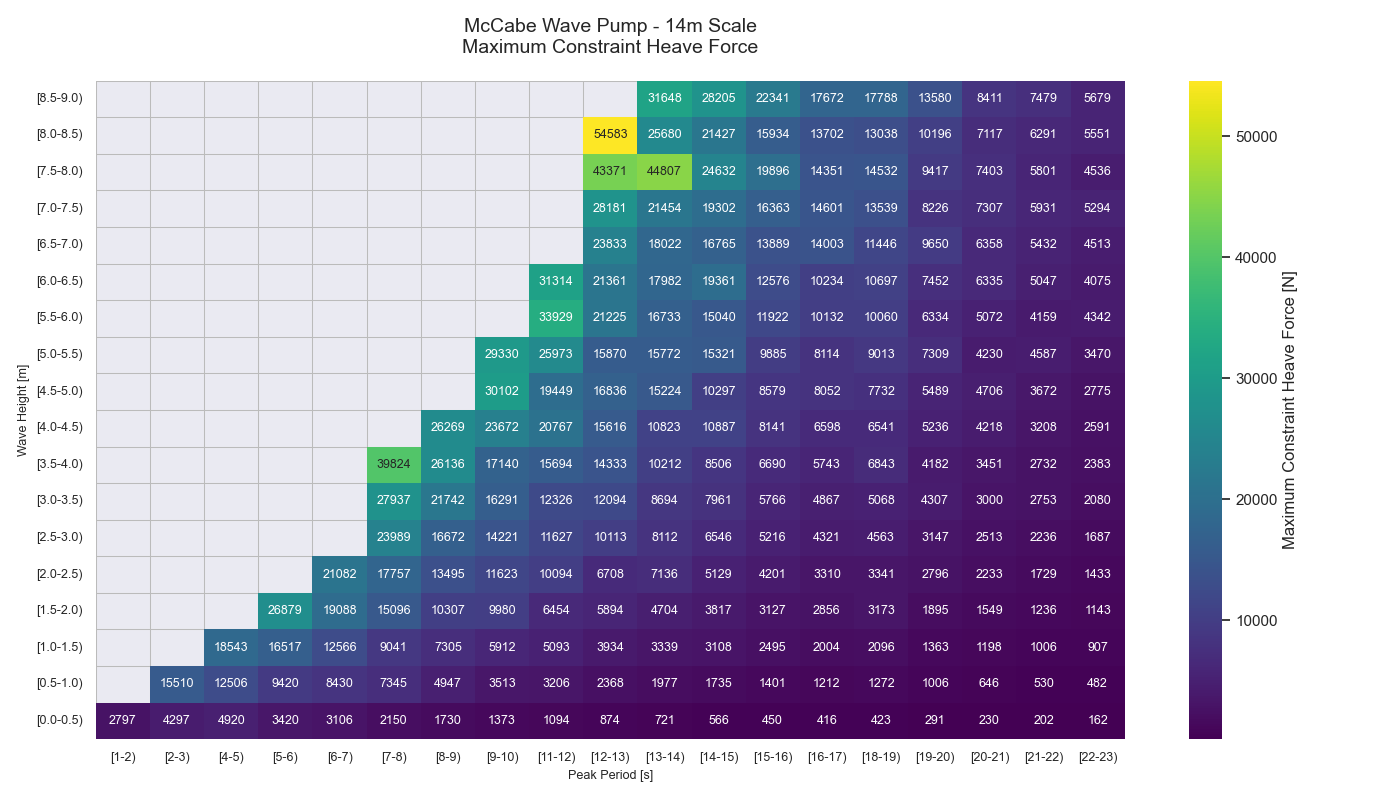 McCabe Wave Pump - 14m Scale
Maximum Constraint Heave Force
[8.5-9.0) 31648 28205 22341 17672 17788 13580 8411 7479 5679
[8.0-8.5) 54583 25680 21427 15934 13702 13038 10196 7117 6291 5551
[7.5-8.0) 43371 44807 24632 19896 14351 14532 9417 7403 5801 4536
[7.0-7.5) 28181 21454 19302 16363 14601 13539 8226 7307 5931 5294
[6.5-7.0) 23833 18022 16765 13889 14003 11446 9650 6358 5432 4513
[6.0-6.5) 31314 21361 17982 19361 12576 10234 10697 7452 6335 5047 4075
[5.5-6.0) 33929 21225 16733 15040 11922 10132 10060 6334 5072 4159 4342
[5.0-5.5) 29330 25973 15870 15772 15321 9885 8114 9013 7309 4230 4587 3470
[4.5-5.0) 30102 19449 16836 15224 10297 8579 8052 7732 5489 4706 3672 2775
[4.0-4.5) 26269 23672 20767 15616 10823 10887 8141 6598 6541 5236 4218 3208 2591
[3.5-4.0) 39824 26136 17140 15694 14333 10212 8506 6690 5743 6843 4182 3451 2732 2383
[3.0-3.5) 27937 21742 16291 12326 12094 8694 7961 5766 4867 5068 4307 3000 2753 2080
[2.5-3.0) 23989 16672 14221 11627 10113 8112 6546 5216 4321 4563 3147 2513 2236 1687
[2.0-2.5) 21082 17757 13495 11623 10094 6708 7136 5129 4201 3310 3341 2796 2233 1729 1433
[1.5-2.0) 26879 19088 15096 10307 9980 6454 5894 4704 3817 3127 2856 3173 1895 1549 1236 1143
[1.0-1.5) 18543 16517 12566 9041 7305 5912 5093 3934 3339 3108 2495 2004 2096 1363 1198 1006 907
[0.5-1.0) 15510 12506 9420 8430 7345 4947 3513 3206 2368 1977 1735 1401 1212 1272 1006 646 530 482
[0.0-0.5) 2797 4297 4920 3420 3106 2150 1730 1373 1094 874 721 566 450 416 423 291 230 202 162
[1-2) [2-3) [4-5) [5-6) [6-7) [7-8) [8-9) [9-10) [11-12) [12-13) [13-14) [14-15) [15-16) [16-17) [18-19) [19-20) [20-21) [21-22) [22-23)
Peak Period [s]
Wave Height [m]
50000
40000
30000
20000
10000
Maximum Constraint Heave Force [N]